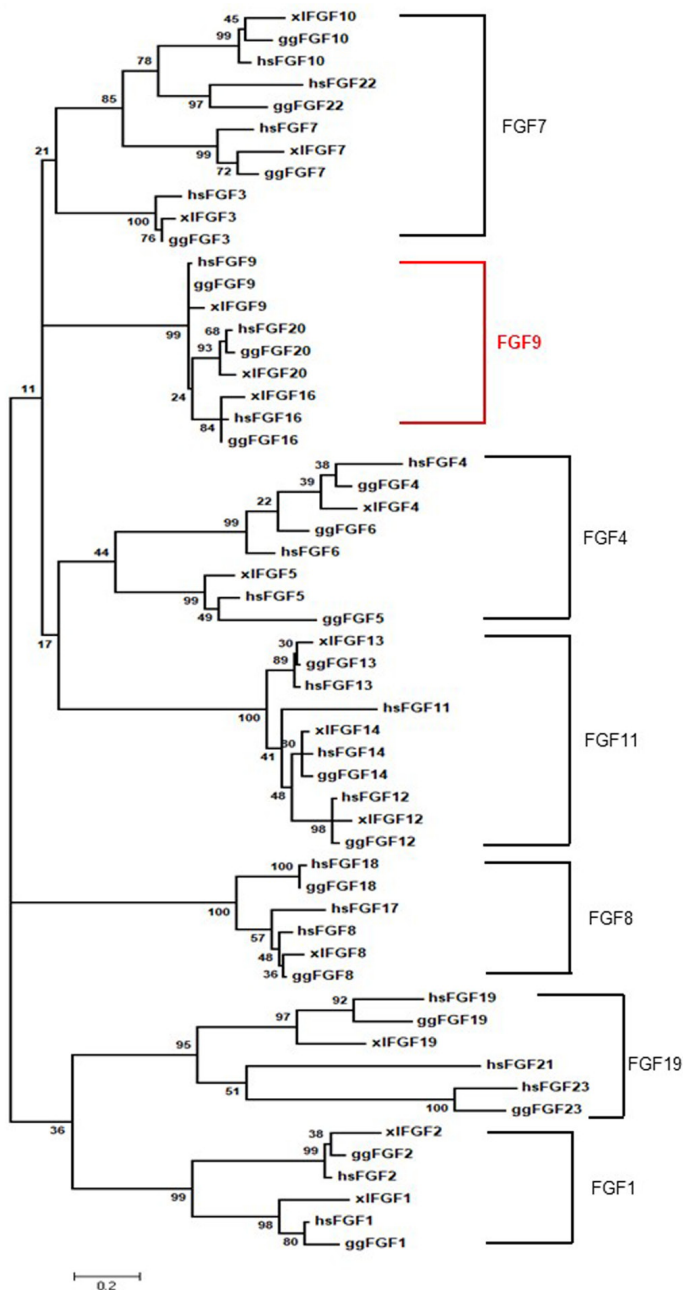 45 xlFGF10
99 ggFGF10
hsFGF10
78
hsFGF22
97 ggFGF22
85
FGF7
hsFGF7
99 xlFGF7
72 ggFGF7
21
hsFGF3
100 xlFGF3
76 ggFGF3
hsFGF9
ggFGF9
xlFGF9
99
68 hsFGF20
93 ggFGF20
xlFGF20
FGF9
24
xlFGF16
hsFGF16
84
ggFGF16
11
38 hsFGF4
39 ggFGF4
22 xlFGF4
99 ggFGF6
hsFGF6
FGF4
44
xlFGF5
99 hsFGF5
49 ggFGF5
17
30 xlFGF13
89 ggFGF13
hsFGF13
100
hsFGF11
41
xlFGF14
80 hsFGF14
ggFGF14
FGF11
48
hsFGF12
98 xlFGF12
ggFGF12
100 hsFGF18
ggFGF18
100
hsFGF17
57
hsFGF8
48 xlFGF8
36 ggFGF8
FGF8
92 hsFGF19
97 ggFGF19
xlFGF19
95
hsFGF21
51
hsFGF23
100 ggFGF23
FGF19
36
38 xlFGF2
99 ggFGF2
hsFGF2
99
xlFGF1
98 hsFGF1
80 ggFGF1
FGF1
0.2